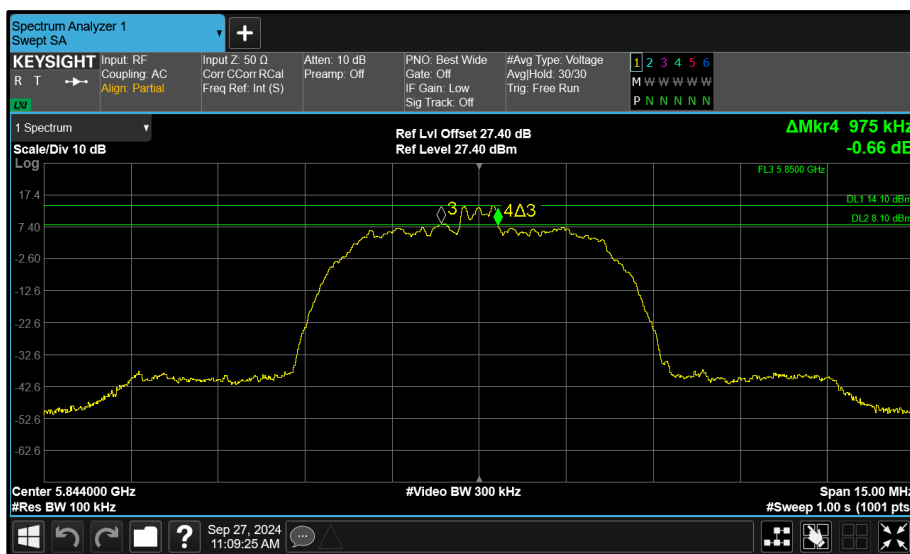 Spectrum Analyzer 1
Swept SA
KEYSIGHT
R T
LXI
Input: RF
Coupling: AC
Align: Partial
Input Z: 50 Ω
Corr CCorr RCal
Freq Ref: Int (S)
Atten: 10 dB
Preamp: Off
PNO: Best Wide
Gate: Off
IF Gain: Low
Sig Track: Off
#Avg Type: Voltage
Avg|Hold: 30/30
Trig: Free Run
1 2 3 4 5 6
M W W W W W
P N N N N N
1 Spectrum
Scale/Div 10 dB
Log
Ref Lvl Offset 27.40 dB
Ref Level 27.40 dBm
ΔMkr4 975 kHz
-0.66 dB
FL3 5.8500 GHz
DL1 14.10 dBm
DL2 8.10 dBm
3
4Δ3
17.4
7.40
-2.60
-12.6
-22.6
-32.6
-42.6
-52.6
-62.6
Center 5.844000 GHz
#Video BW 300 kHz
Span 15.00 MHz
#Res BW 100 kHz
#Sweep 1.00 s (1001 pts
?
Sep 27, 2024
11:09:25 AM